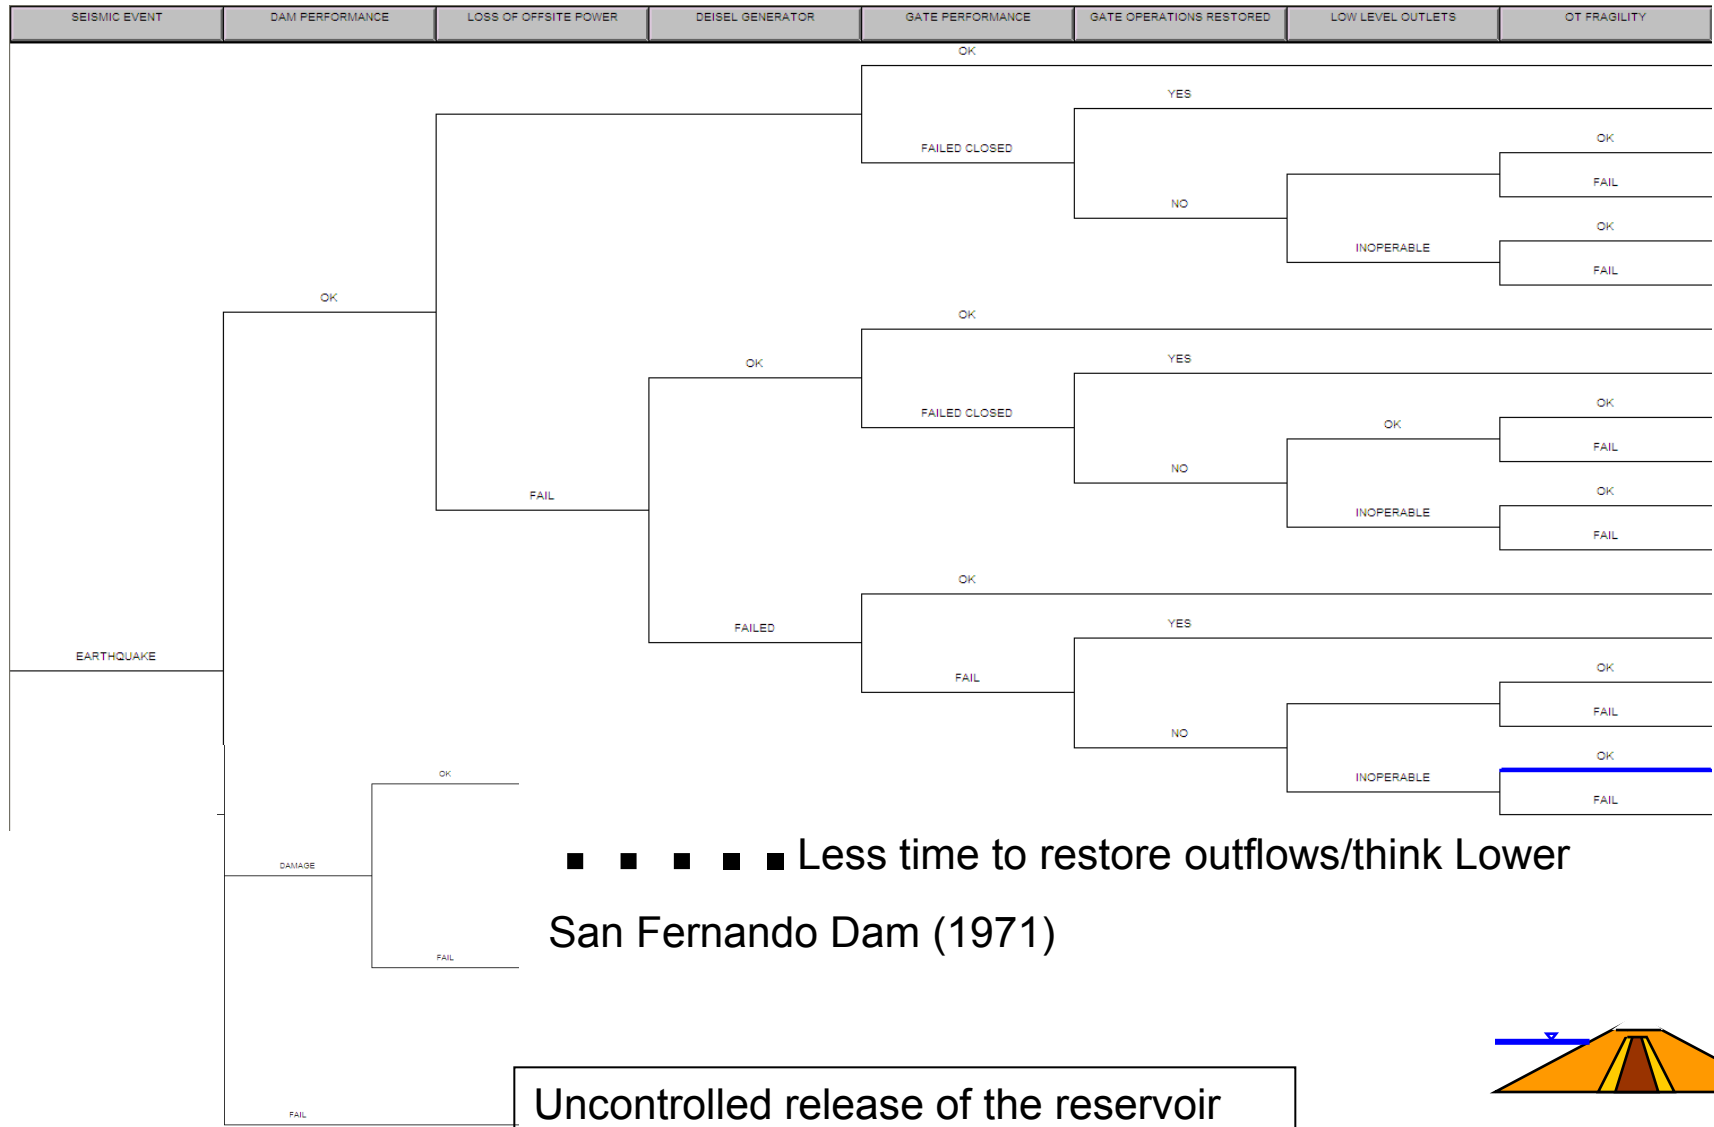 SEISMIC EVENT DAM PERFORMANCE LOSS OF OFFSITE POWER DEISEL GENERATOR GATE PERFORMANCE GATE OPERATIONS RESTORED LOW LEVEL OUTLETS OT FRAGILITY
OK
YES
OK
FAILED CLOSED
FAIL
NO
OK
INOPERABLE
FAIL
OK
OK
YES
OK
OK
FAILED CLOSED
OK
FAIL
NO
OK
FAIL
INOPERABLE
FAIL
OK
YES
FAILED
EARTHQUAKE
OK
FAIL
FAIL
NO
OK
OK
INOPERABLE
FAIL
DAMAGE
Less time to restore outflows/think Lower
San Fernando Dam (1971)
FAIL
Uncontrolled release of the reservoir
FAIL